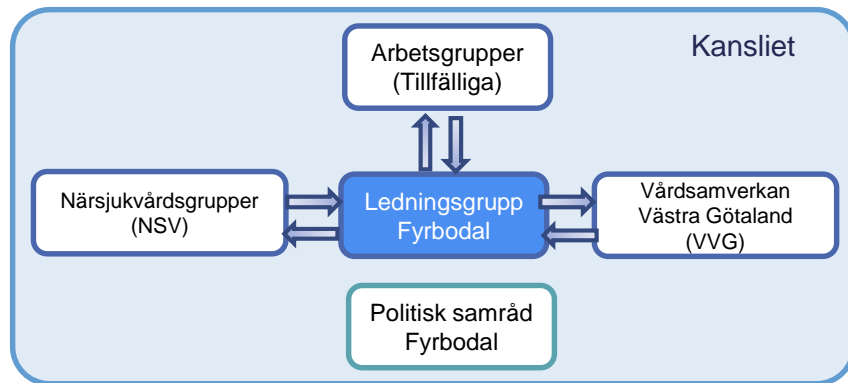 Kansliet
Arbetsgrupper
(Tillfälliga)
Närsjukvårdsgrupper
(NSV)
Ledningsgrupp
Fyrbodal
Vårdsamverkan
Västra Götaland
(VVG)
Politisk samråd
Fyrbodal